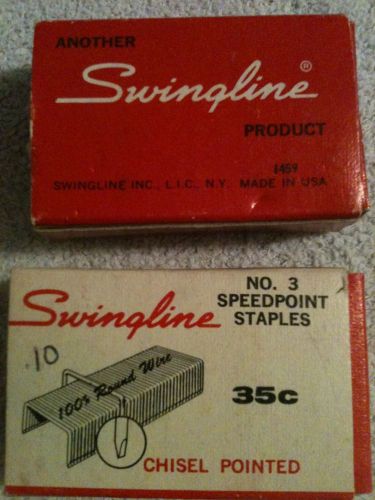 ANOTHER
Swingline®
PRODUCT
1459
SWINGLINE INC., L.I.C., N.Y. MADE IN USA
Swingline
NO. 3
SPEEDPOINT
STAPLES
.10
100% Round Wire
35c
CHISEL POINTED